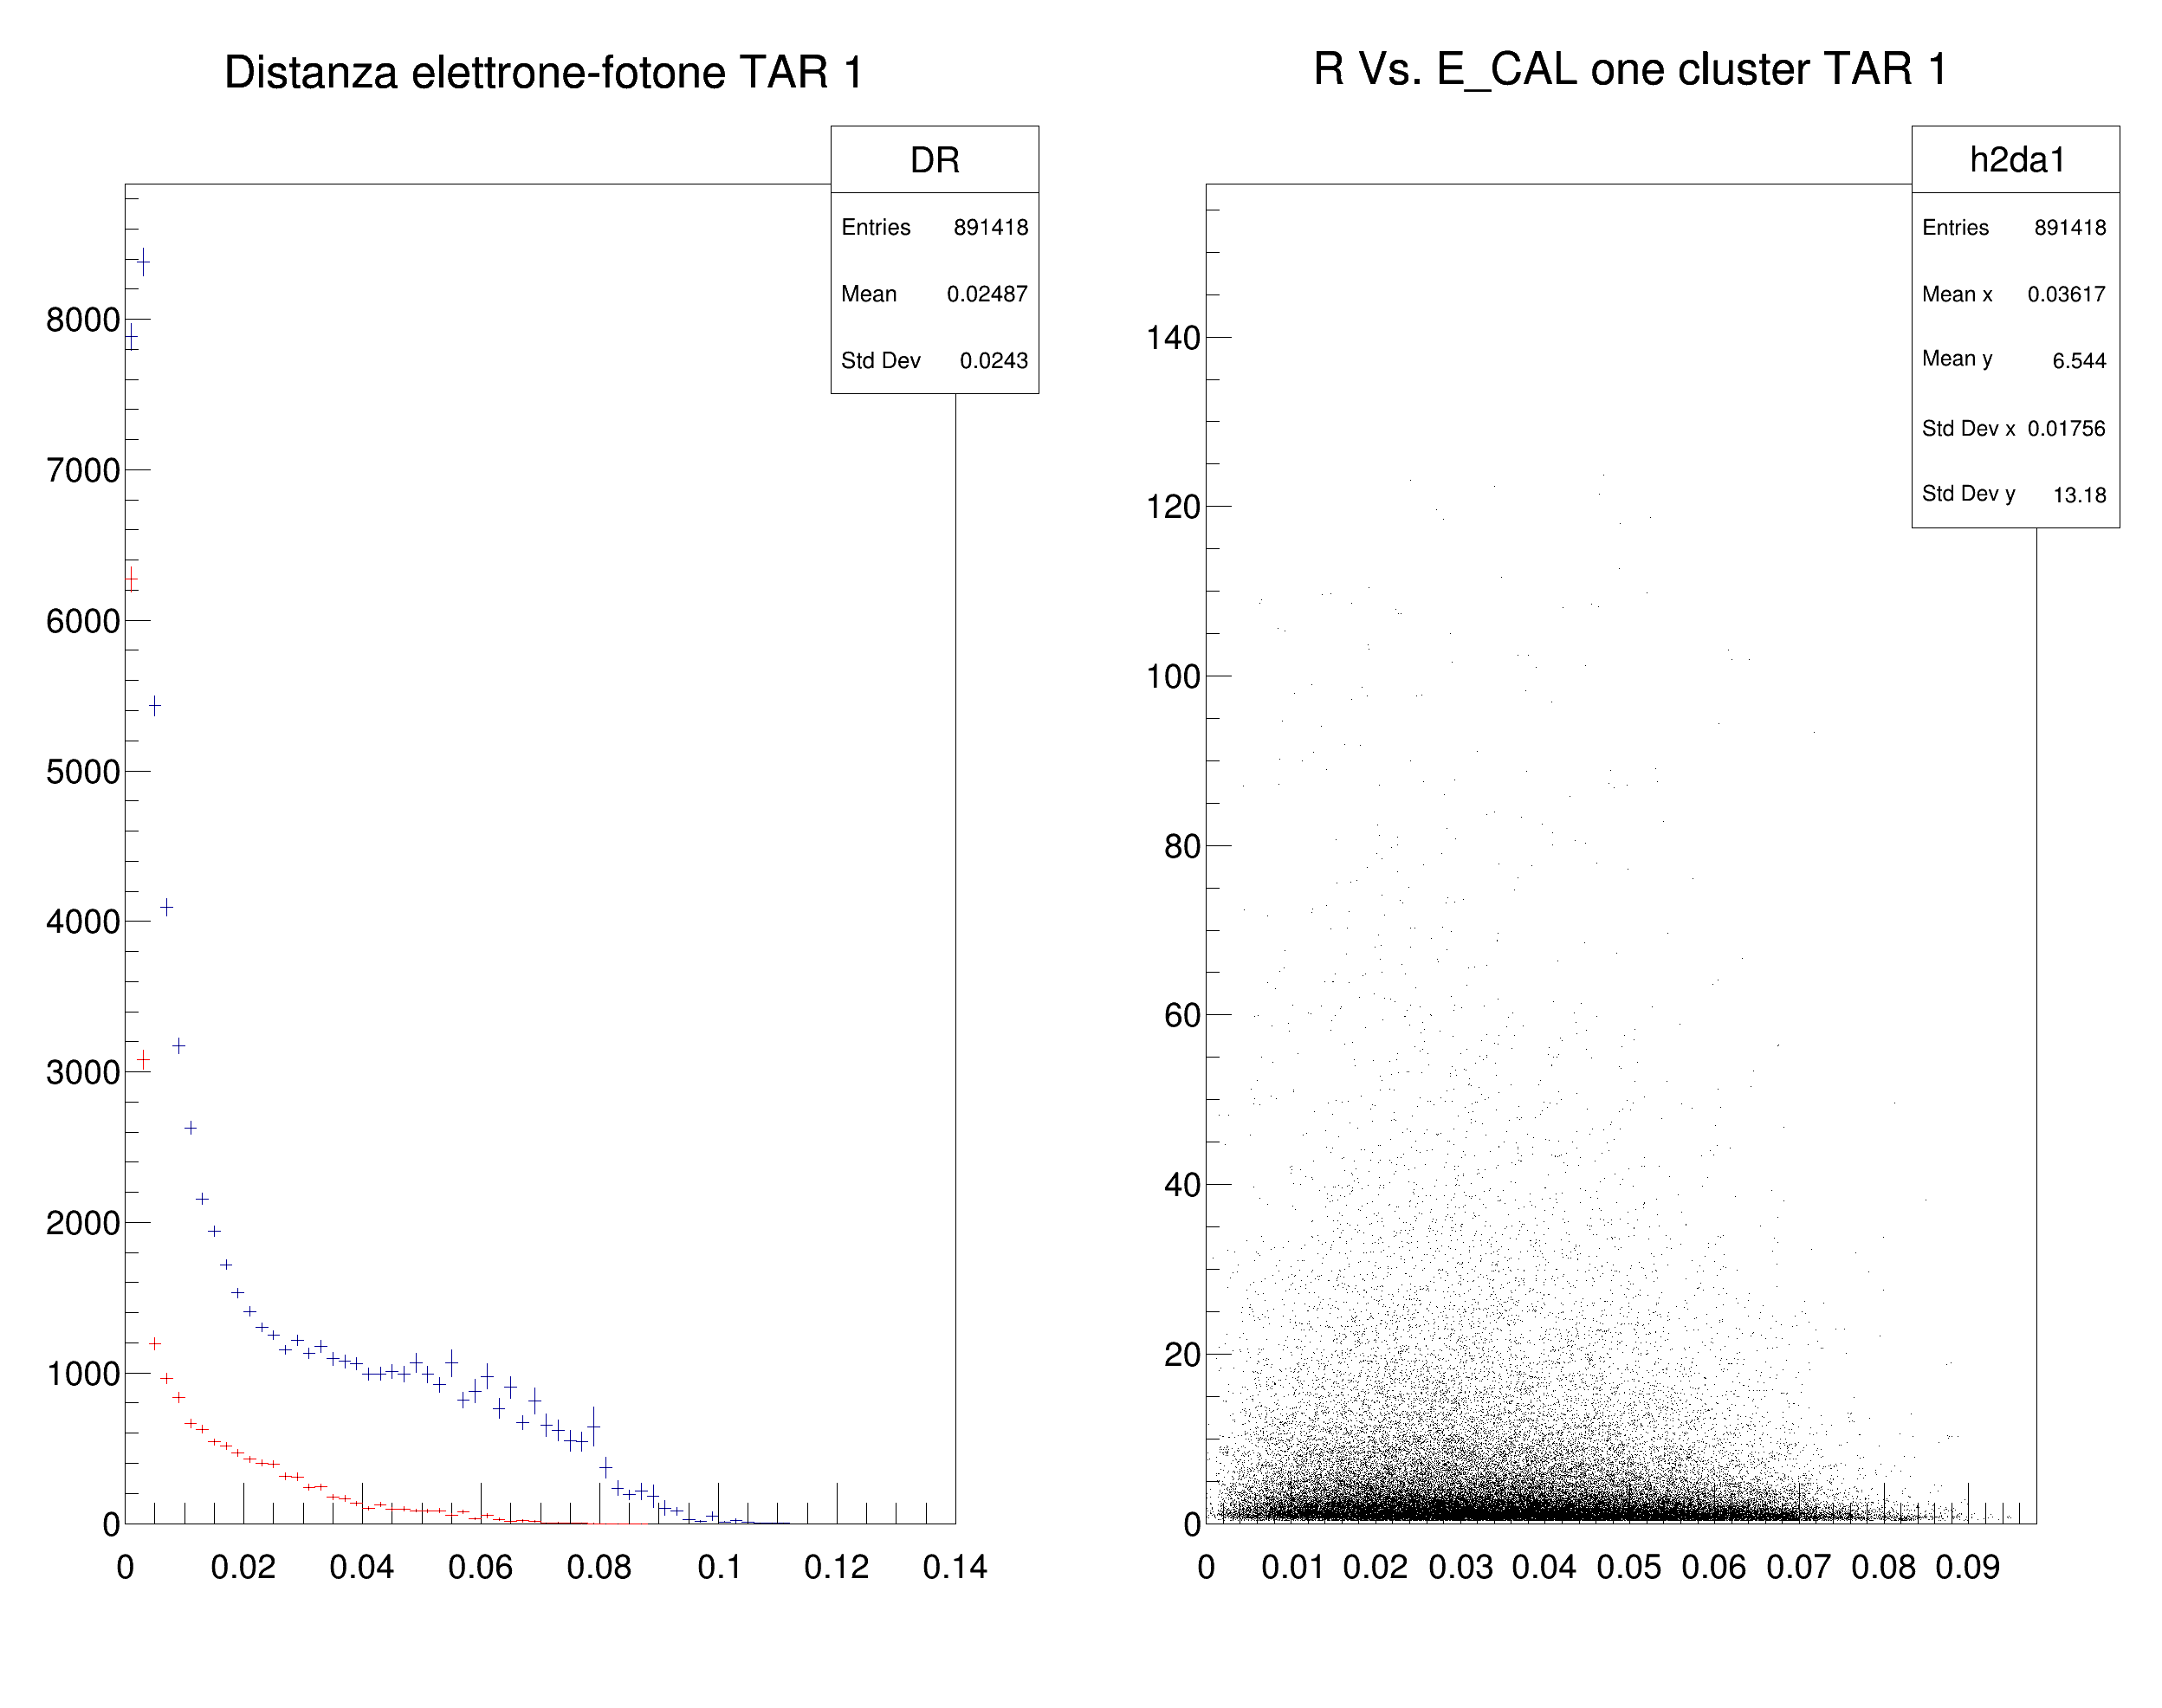 Distanza elettrone-fotone TAR 1
DR
Entries 891418
Mean 0.02487
Std Dev 0.0243
8000
7000
6000
5000
4000
3000
2000
1000
0
0 0.02 0.04 0.06 0.08 0.1 0.12 0.14
R Vs. E_CAL one cluster TAR 1
h2da1
Entries 891418
Mean x 0.03617
Mean y 6.544
Std Dev x 0.01756
Std Dev y 13.18
140
120
100
80
60
40
20
0
0 0.01 0.02 0.03 0.04 0.05 0.06 0.07 0.08 0.09